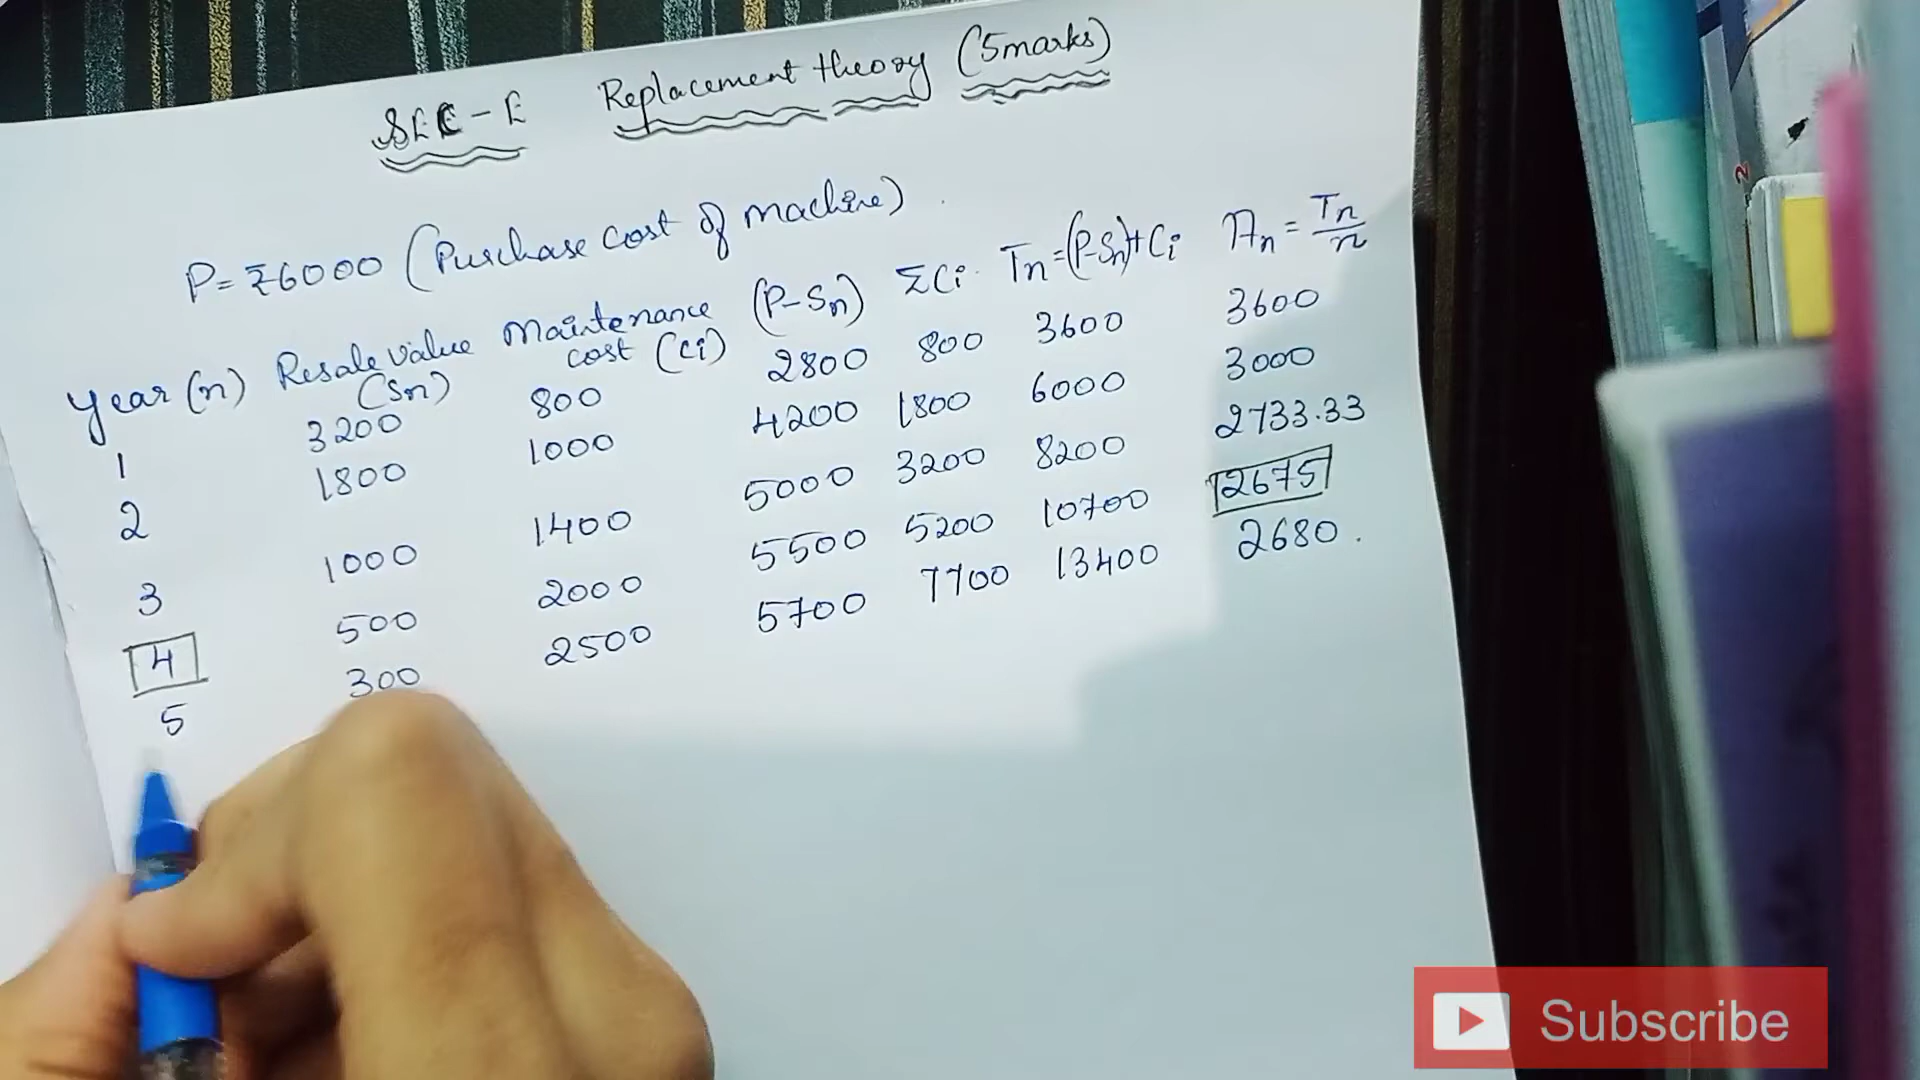 SEC-E Replacement theory (5marks)
P=₹6000 (Purchase cost of machine)
Year (n) Resale value (Sn) Maintenance cost (Ci) (P-Sn) ΣCi Tn=(P-Sn)+Ci An=Tn/n
1 3200 800 2800 800 3600 3600
2 1800 1000 4200 1800 6000 3000
3 1000 1400 5000 3200 8200 2733.33
4 500 2000 5500 5200 10700 2675
5 300 2500 5700 7700 13400 2680.
2
Subscribe